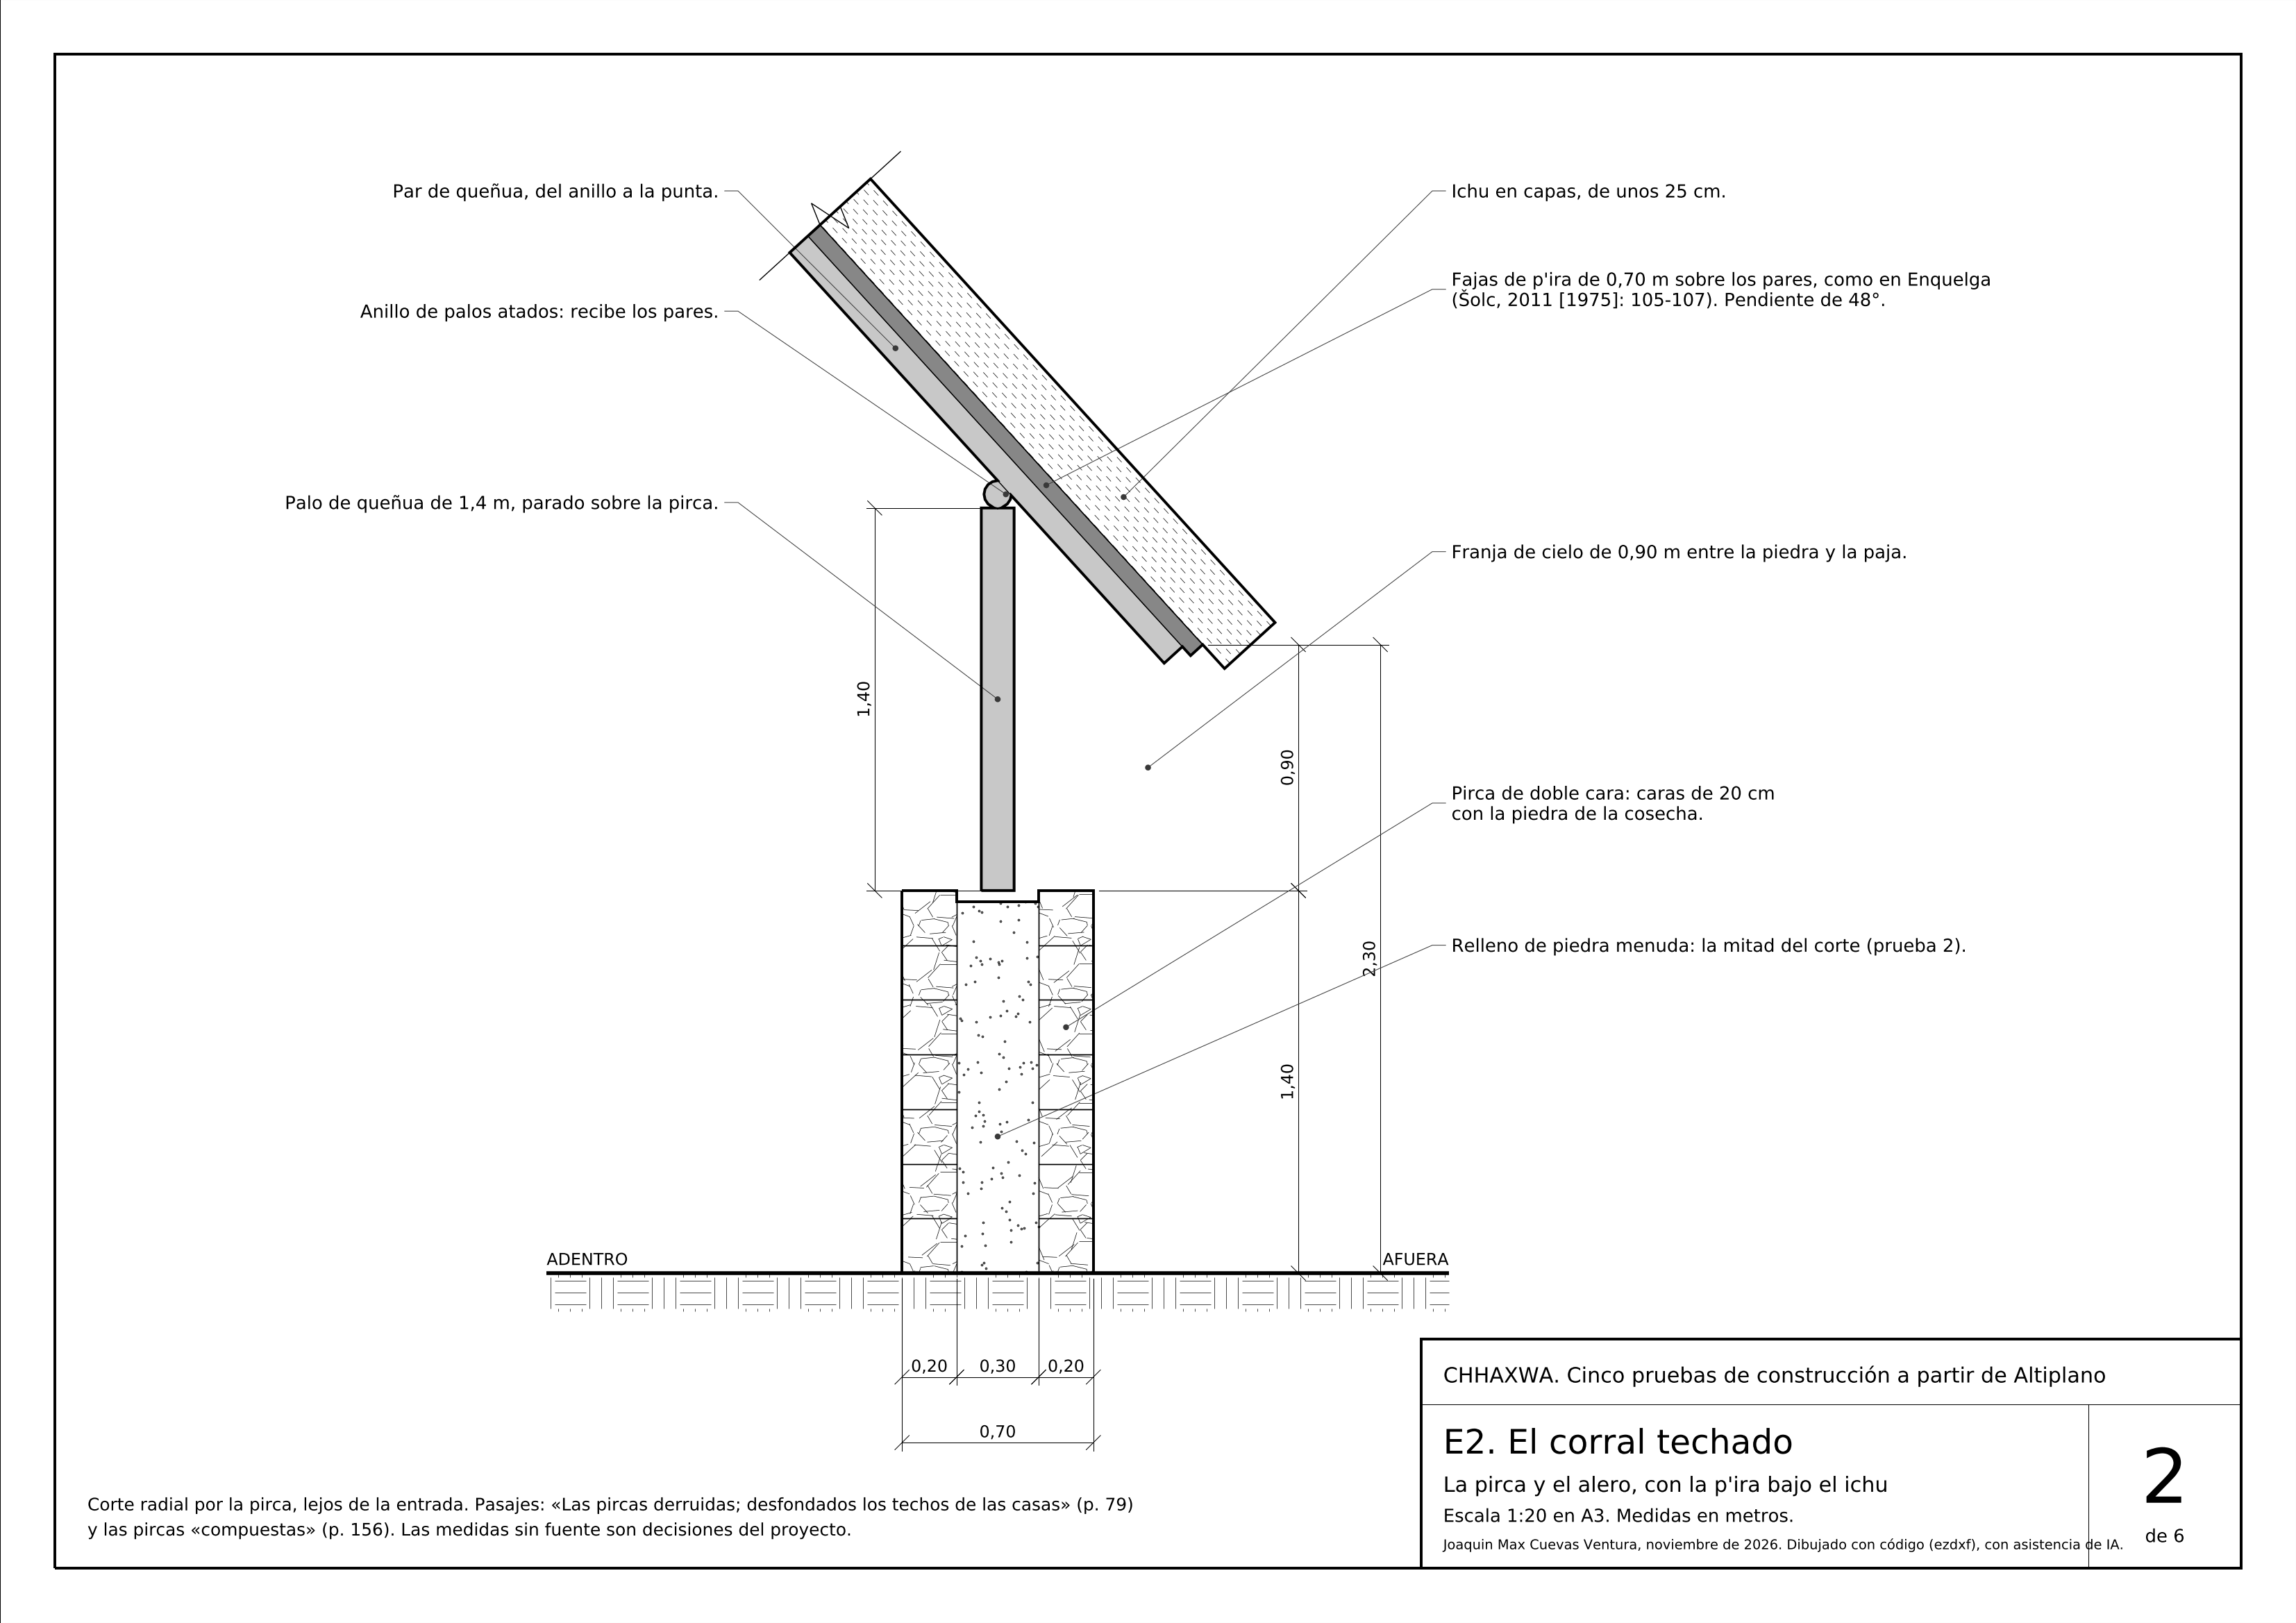 Par de queñua, del anillo a la punta.
Anillo de palos atados: recibe los pares.
Palo de queñua de 1,4 m, parado sobre la pirca.
Ichu en capas, de unos 25 cm.
Fajas de p'ira de 0,70 m sobre los pares, como en Enquelga
(Šolc, 2011 [1975]: 105-107). Pendiente de 48°.
Franja de cielo de 0,90 m entre la piedra y la paja.
Pirca de doble cara: caras de 20 cm
con la piedra de la cosecha.
Relleno de piedra menuda: la mitad del corte (prueba 2).
1,40
0,90
2,30
1,40
ADENTRO
AFUERA
0,20
0,30
0,20
0,70
Corte radial por la pirca, lejos de la entrada. Pasajes: «Las pircas derruidas; desfondados los techos de las casas» (p. 79)
y las pircas «compuestas» (p. 156). Las medidas sin fuente son decisiones del proyecto.
CHHAXWA. Cinco pruebas de construcción a partir de Altiplano
E2. El corral techado
La pirca y el alero, con la p'ira bajo el ichu
Escala 1:20 en A3. Medidas en metros.
Joaquin Max Cuevas Ventura, noviembre de 2026. Dibujado con código (ezdxf), con asistencia de IA.
2
de 6